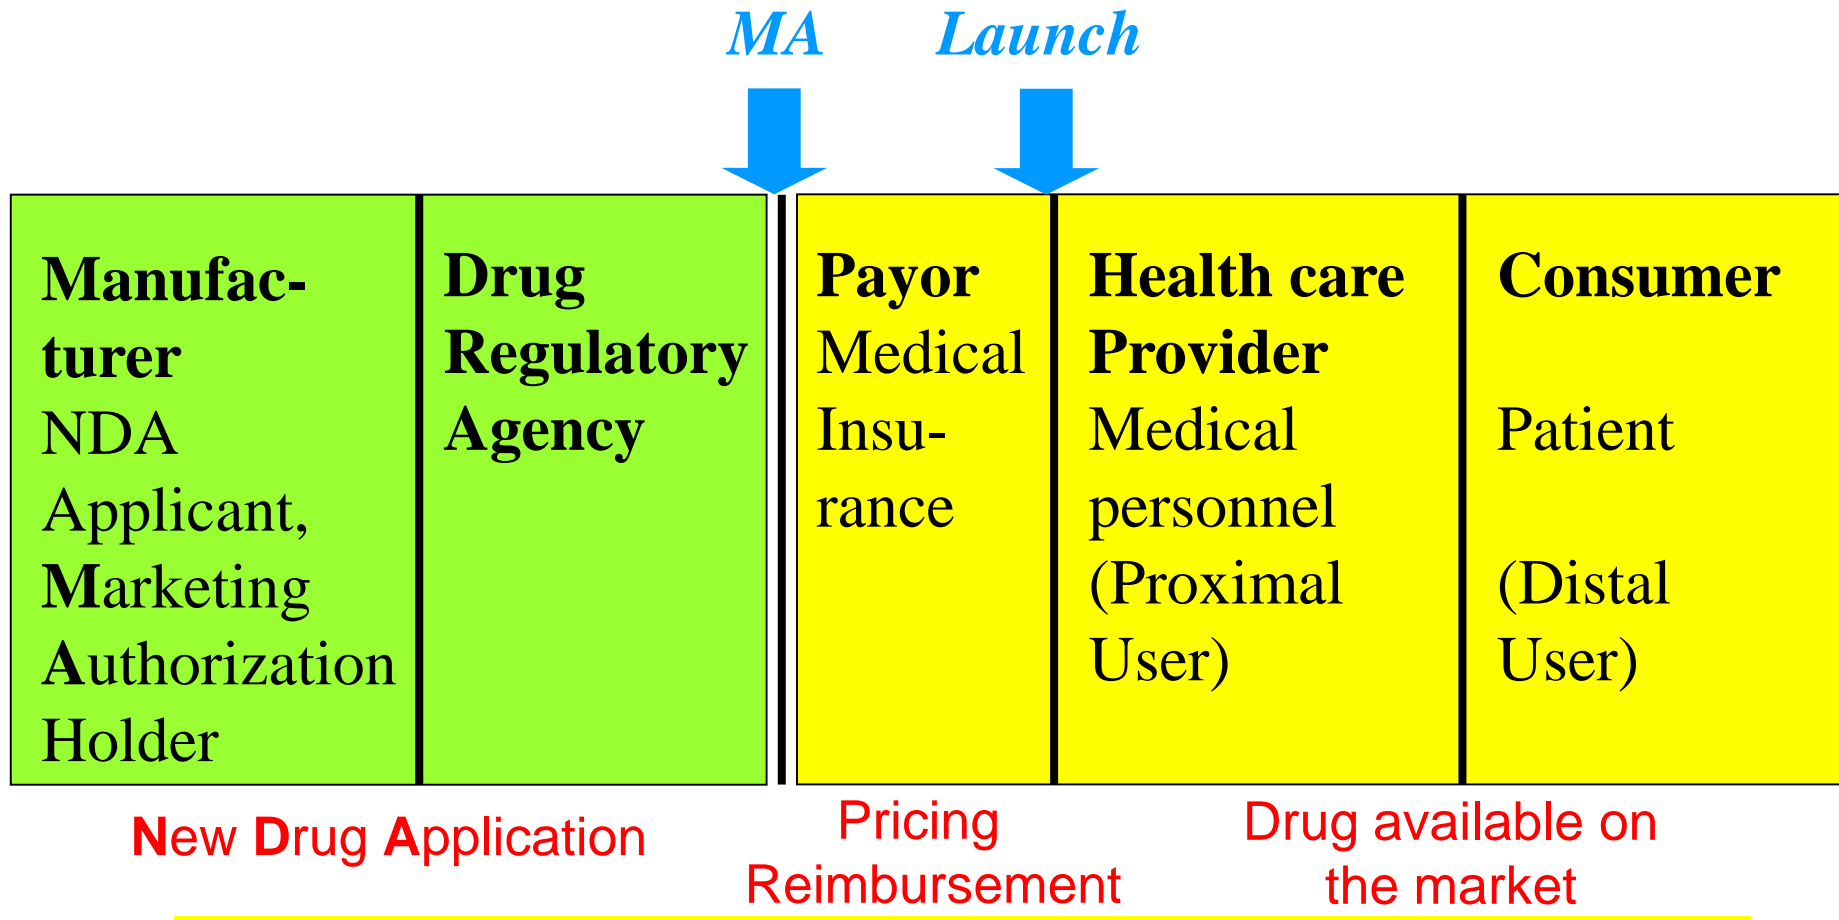 MA
Launch
Manufac-
turer
NDA
Applicant,
Marketing
Authorization
Holder
Drug
Regulatory
Agency
Payor
Medical
Insu-
rance
Health care
Provider
Medical
personnel
(Proximal
User)
Consumer
Patient
(Distal
User)
New Drug Application
Pricing
Reimbursement
Drug available on
the market